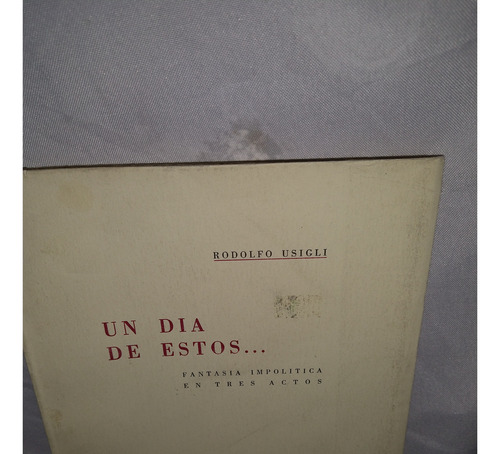 RODOLFO USIGLI
UN DIA
DE ESTOS...
FANTASIA IMPOLITICA
EN TRES ACTOS